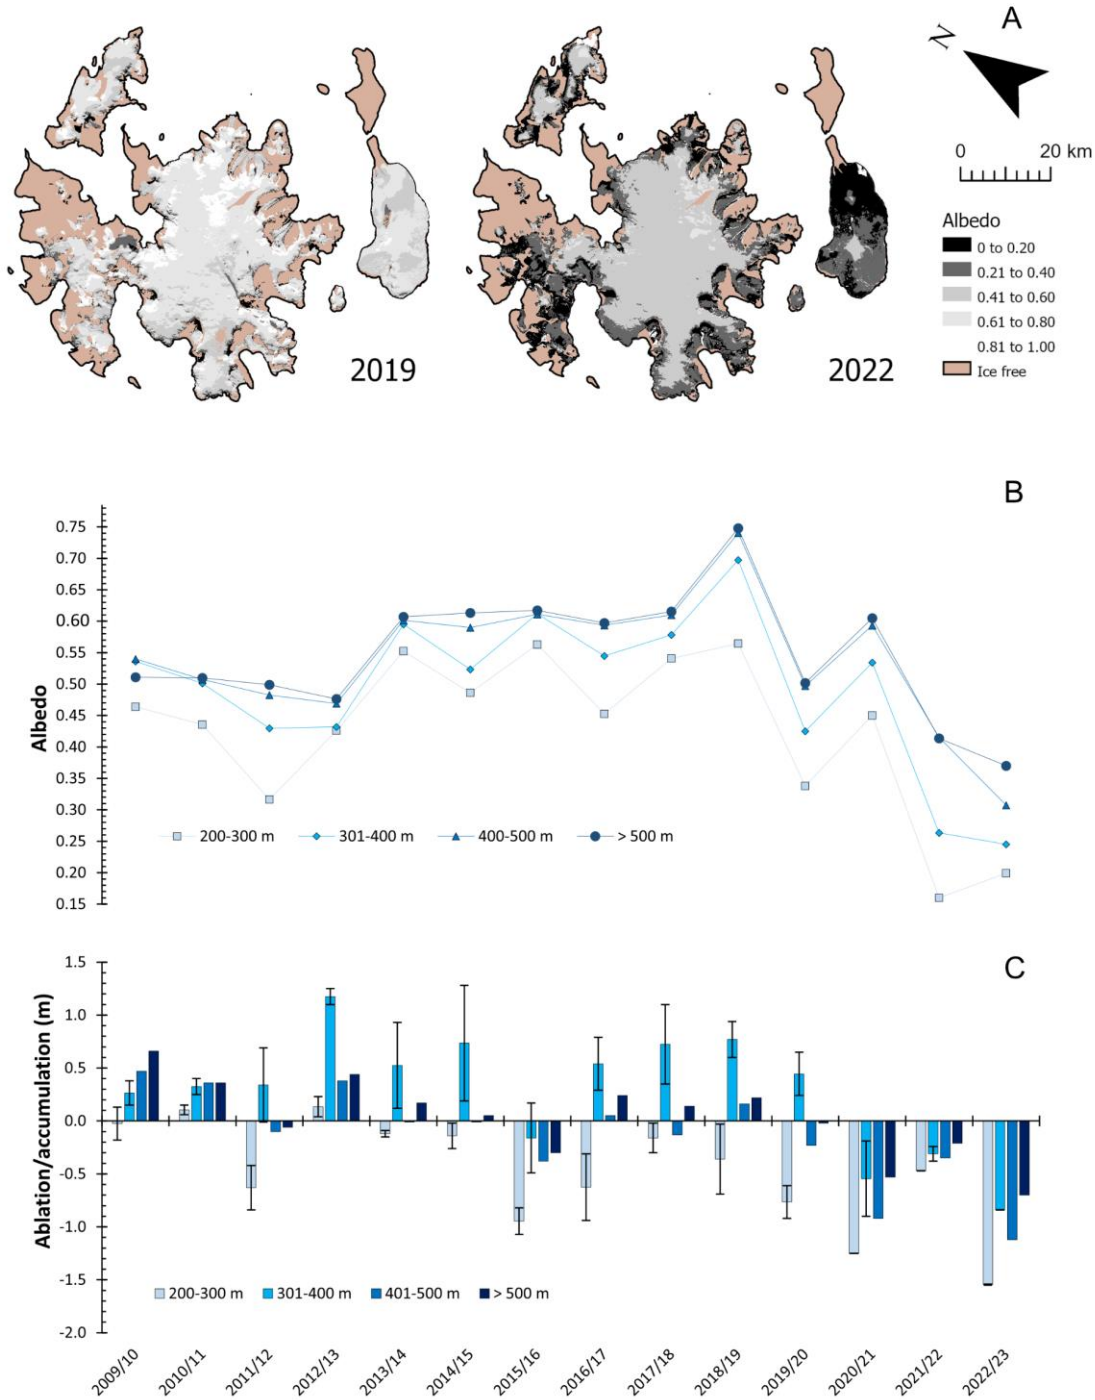 A
N
0 20 km
Albedo
0 to 0.20
0.21 to 0.40
0.41 to 0.60
0.61 to 0.80
0.81 to 1.00
Ice free
2019
2022
B
Albedo
0.75
0.70
0.65
0.60
0.55
0.50
0.45
0.40
0.35
0.30
0.25
0.20
0.15
200-300 m 301-400 m 400-500 m > 500 m
C
Ablation/accumulation (m)
1.5
1.0
0.5
0.0
-0.5
-1.0
-1.5
-2.0
200-300 m 301-400 m 401-500 m > 500 m
2009/10 2010/11 2011/12 2012/13 2013/14 2014/15 2015/16 2016/17 2017/18 2018/19 2019/20 2020/21 2021/22 2022/23